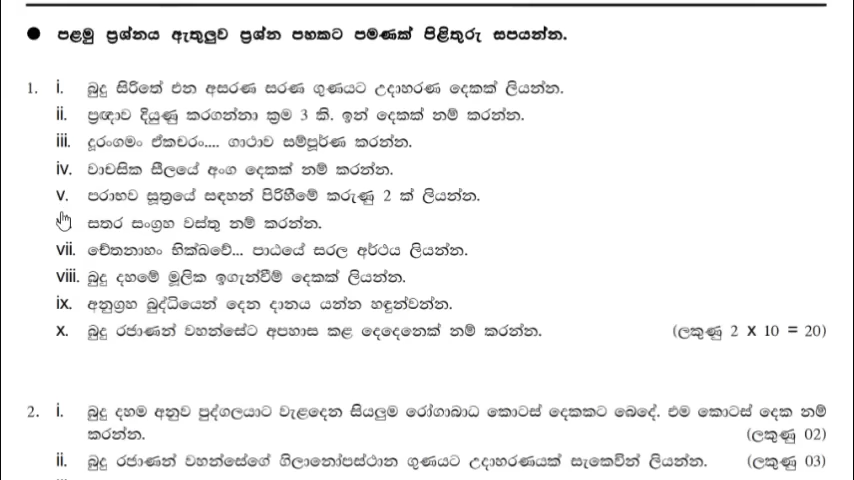 ● පළමු ප්‍රශ්නය ඇතුලුව ප්‍රශ්න පහකට පමණක් පිළිතුරු සපයන්න.
1. i. බුදු සිරිතේ එන අසරණ සරණ ගුණයට උදාහරණ දෙකක් ලියන්න.
ii. ප්‍රඥාව දියුණු කරගන්නා ක්‍රම 3 කි. ඉන් දෙකක් නම් කරන්න.
iii. දූරංගමං ඒකචරං.... ගාථාව සම්පූර්ණ කරන්න.
iv. වාචසික සීලයේ අංග දෙකක් නම් කරන්න.
v. පරාභව සූත්‍රයේ සඳහන් පිරිහීමේ කරුණු 2 ක් ලියන්න.
සතර සංග්‍රහ වස්තු නම් කරන්න.
vii. චේතනාහං භික්ඛවේ... පාඨයේ සරල අර්ථය ලියන්න.
viii. බුදු දහමේ මූලික ඉගැන්වීම් දෙකක් ලියන්න.
ix. අනුග්‍රහ බුද්ධියෙන් දෙන දානය යන්න හඳුන්වන්න.
x. බුදු රජාණන් වහන්සේට අපහාස කළ දෙදෙනෙක් නම් කරන්න. (ලකුණු 2 x 10 = 20)
2. i. බුදු දහම අනුව පුද්ගලයාට වැළදෙන සියලුම රෝගාබාධ කොටස් දෙකකට බෙදේ. එම කොටස් දෙක නම්
කරන්න. (ලකුණු 02)
ii. බුදු රජාණන් වහන්සේගේ ගිලානෝපස්ථාන ගුණයට උදාහරණයක් සැකෙවින් ලියන්න. (ලකුණු 03)